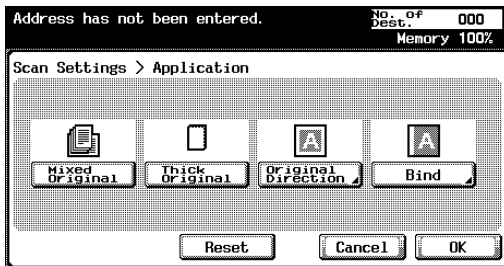 Address has not been entered.
No. of
Dest.
000
Memory 100%
Scan Settings > Application
A
A
Mixed
Original
Thick
Original
Original
Direction
Bind
Reset
Cancel
OK